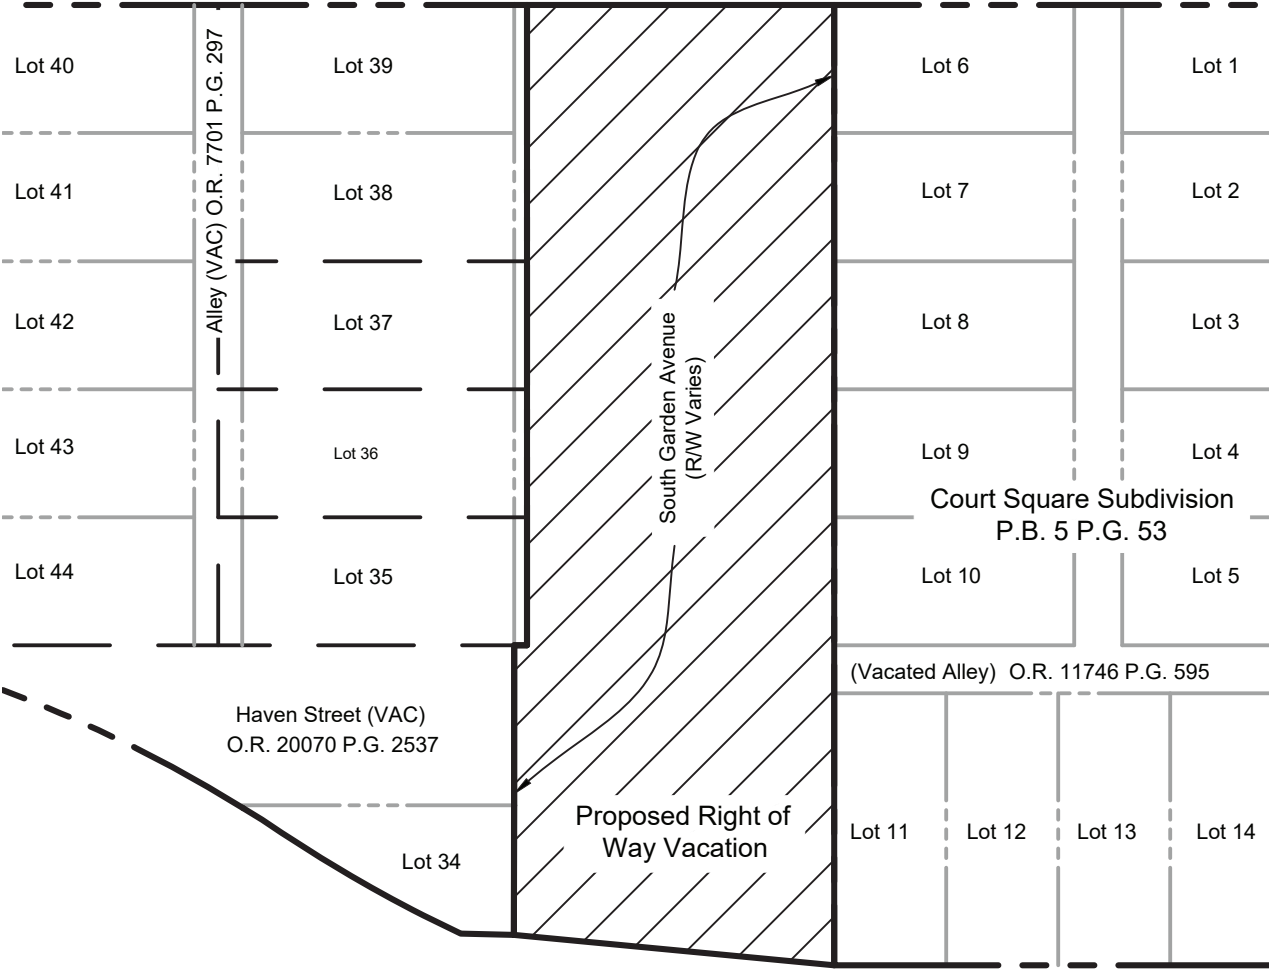 Lot 40
Alley (VAC) O.R. 7701 P.G. 297
Lot 39
Lot 6
Lot 1
Lot 41
Lot 38
Lot 7
Lot 2
Lot 42
Lot 37
South Garden Avenue
(R/W Varies)
Lot 8
Lot 3
Lot 43
Lot 36
Lot 9
Lot 4
Court Square Subdivision
P.B. 5 P.G. 53
Lot 44
Lot 35
Lot 10
Lot 5
(Vacated Alley) O.R. 11746 P.G. 595
Haven Street (VAC)
O.R. 20070 P.G. 2537
Proposed Right of
Way Vacation
Lot 34
Lot 11
Lot 12
Lot 13
Lot 14